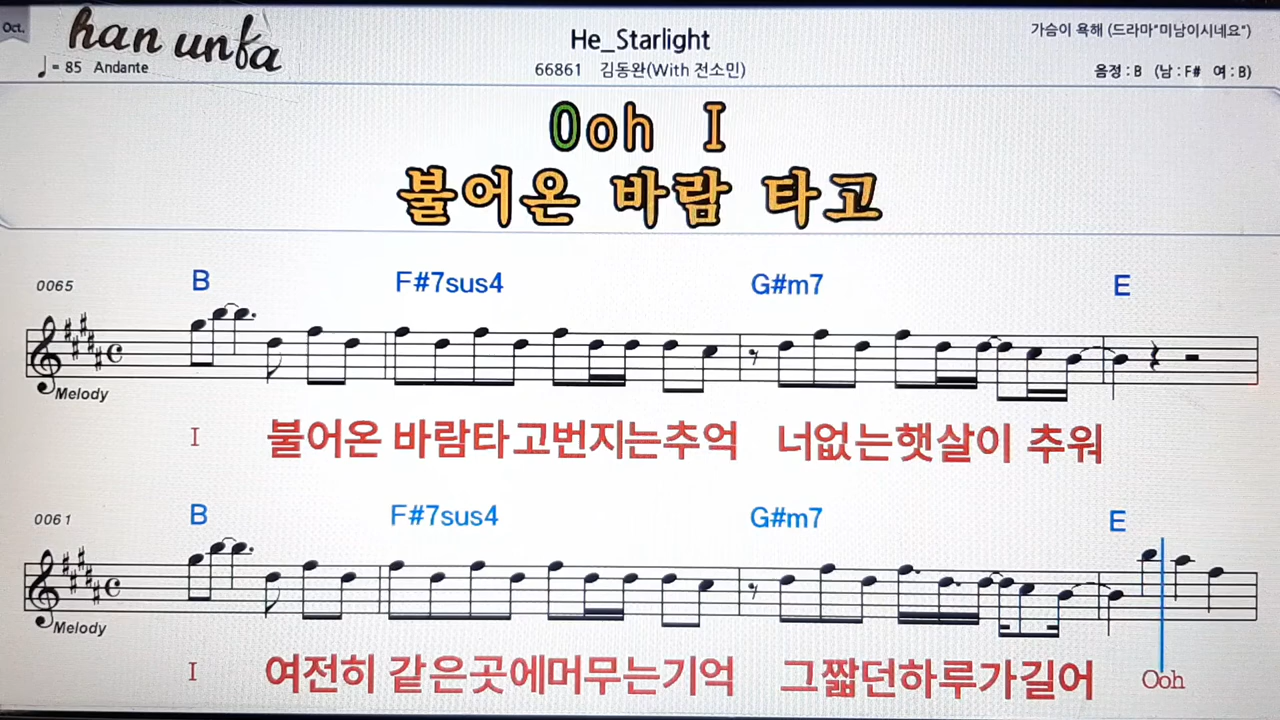 Oct.
han unfa
He_Starlight
가슴이 욕해 (드라마"미남이시네요")
♩= 85 Andante
66861 김동완(With 전소민)
음정 : B (남 : F# 여 : B)
Ooh I
불어온 바람 타고
0065 B F#7sus4 G#m7 E
Melody
I 불어온 바람타고번지는추억 너없는햇살이 추워
0061 B F#7sus4 G#m7 E
Melody
I 여전히 같은곳에머무는기억 그짧던하루가길어 Ooh